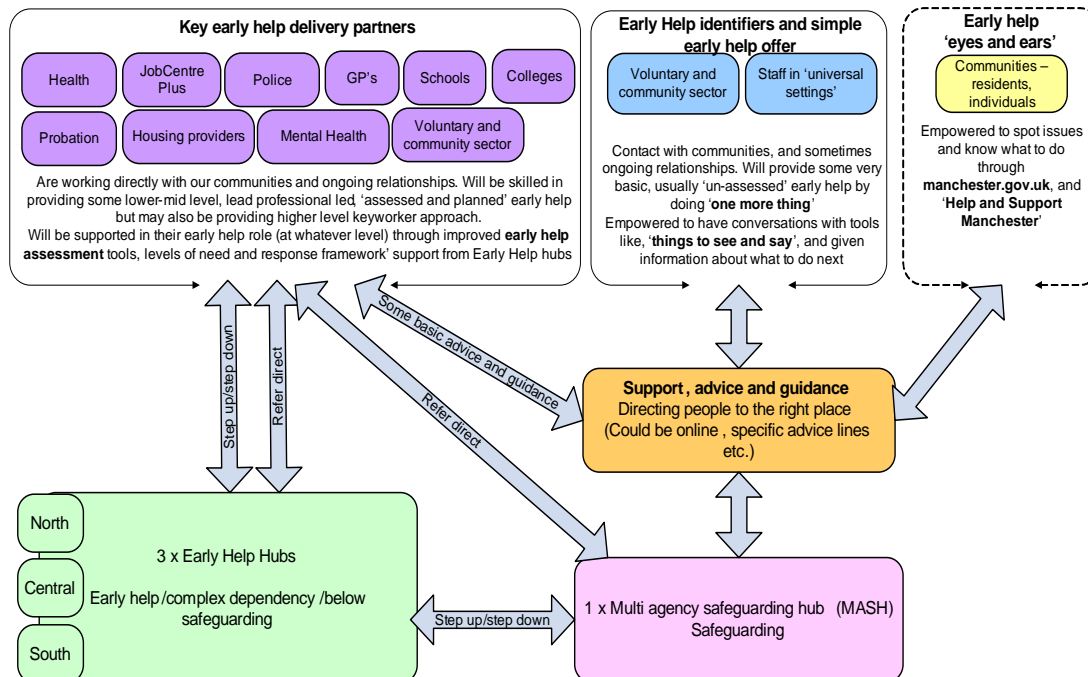 Key early help delivery partners
Health
JobCentre
Plus
Police
GP's
Schools
Colleges
Probation
Housing providers
Mental Health
Voluntary and
community sector
Are working directly with our communities and ongoing relationships. Will be skilled in
providing some lower-mid level, lead professional led, 'assessed and planned' early help
but may also be providing higher level keyworker approach.
Will be supported in their early help role (at whatever level) through improved early help
assessment tools, levels of need and response framework' support from Early Help hubs
Early Help identifiers and simple
early help offer
Voluntary and
community sector
Staff in 'universal
settings'
Contact with communities, and sometimes
ongoing relationships. Will provide some very
basic, usually 'un-assessed' early help by
doing 'one more thing'
Empowered to have conversations with tools
like, 'things to see and say', and given
information about what to do next
Early help
'eyes and ears'
Communities –
residents,
individuals
Empowered to spot issues
and know what to do
through
manchester.gov.uk, and
'Help and Support
Manchester'
Step up/step down
Refer direct
Refer direct
Some basic advice and guidance
Support , advice and guidance
Directing people to the right place
(Could be online , specific advice lines
etc.)
North
Central
South
3 x Early Help Hubs
Early help /complex dependency /below
safeguarding
Step up/step down
1 x Multi agency safeguarding hub (MASH)
Safeguarding